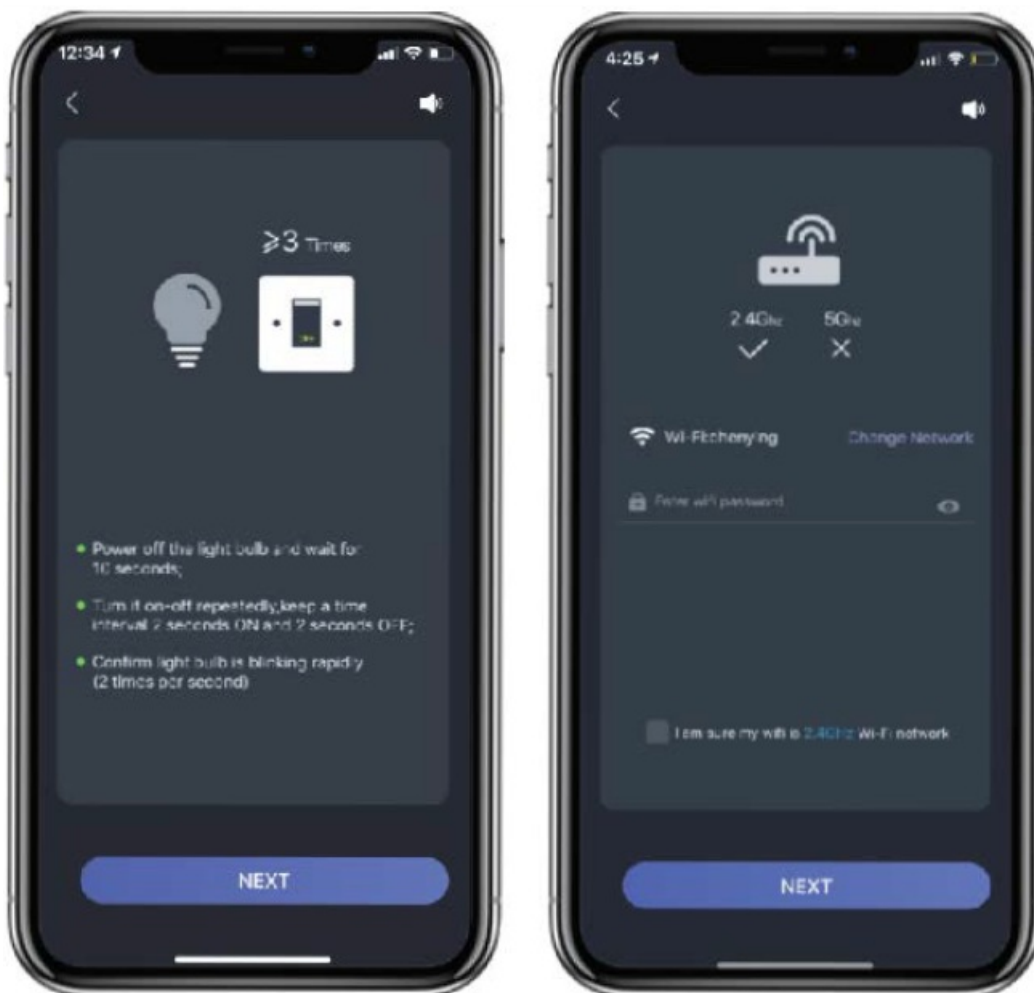 12:34
≥3 Times
Power off the light bulb and wait for
10 seconds;
Turn it on-off repeatedly,keep a time
interval 2 seconds ON and 2 seconds OFF;
Confirm light bulb is blinking rapidly
(2 times per second)
NEXT
4:25
2.4Ghz 5Ghz
Change Network
Enter wifi password
I am sure my wifi is 2.4Ghz Wi-Fi network
NEXT